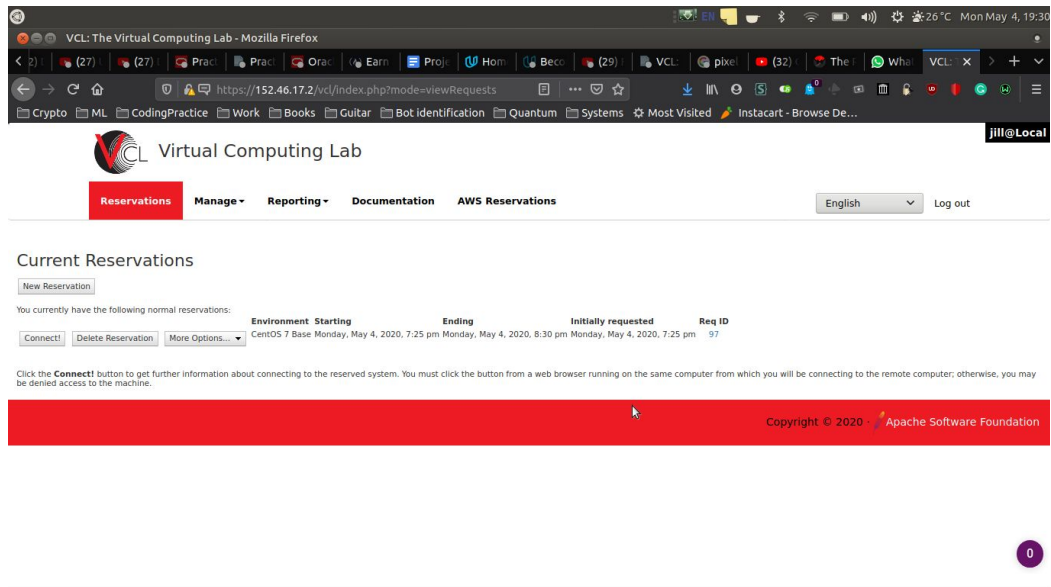 EN 26°C Mon May 4, 19:30
VCL: The Virtual Computing Lab - Mozilla Firefox
(27) (27) Pract Pract Orac Earn Proje Hom Beco (29) VCL: pixel (32) The What VCL:
https://152.46.17.2/vcl/index.php?mode=viewRequests
Crypto ML CodingPractice Work Books Guitar Bot identification Quantum Systems Most Visited Instacart - Browse De...
jill@Local
VCL Virtual Computing Lab
Reservations Manage Reporting Documentation AWS Reservations English Log out
Current Reservations
New Reservation
You currently have the following normal reservations:
Environment Starting Ending Initially requested Req ID
Connect! Delete Reservation More Options... CentOS 7 Base Monday, May 4, 2020, 7:25 pm Monday, May 4, 2020, 8:30 pm Monday, May 4, 2020, 7:25 pm 97
Click the Connect! button to get further information about connecting to the reserved system. You must click the button from a web browser running on the same computer from which you will be connecting to the remote computer; otherwise, you may
be denied access to the machine.
Copyright © 2020 - Apache Software Foundation
0